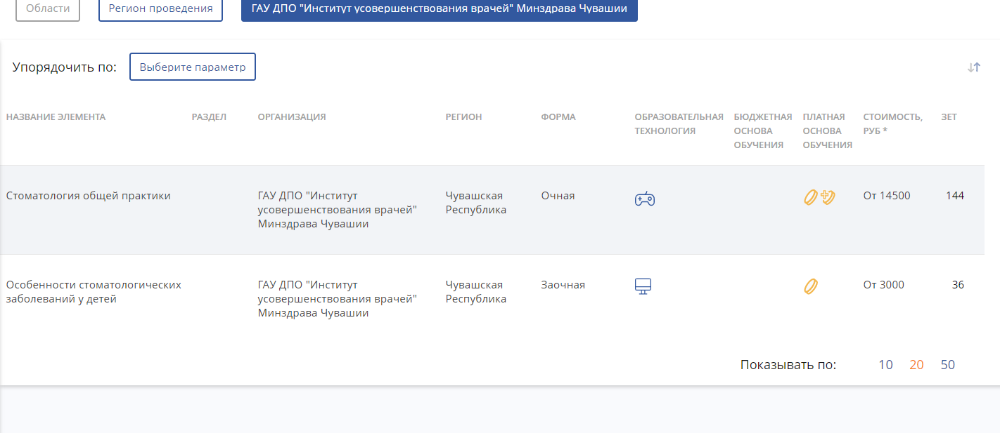 Области Регион проведения ГАУ ДПО "Институт усовершенствования врачей" Минздрава Чувашии
Упорядочить по: Выберите параметр
НАЗВАНИЕ ЭЛЕМЕНТА РАЗДЕЛ ОРГАНИЗАЦИЯ РЕГИОН ФОРМА ОБРАЗОВАТЕЛЬНАЯ БЮДЖЕТНАЯ ПЛАТНАЯ СТОИМОСТЬ, ЗЕТ
ТЕХНОЛОГИЯ ОСНОВА ОСНОВА РУБ *
ОБУЧЕНИЯ ОБУЧЕНИЯ
Стоматология общей практики ГАУ ДПО "Институт Чувашская Очная От 14500 144
усовершенствования врачей" Республика
Минздрава Чувашии
Особенности стоматологических ГАУ ДПО "Институт Чувашская Заочная От 3000 36
заболеваний у детей усовершенствования врачей" Республика
Минздрава Чувашии
Показывать по: 10 20 50